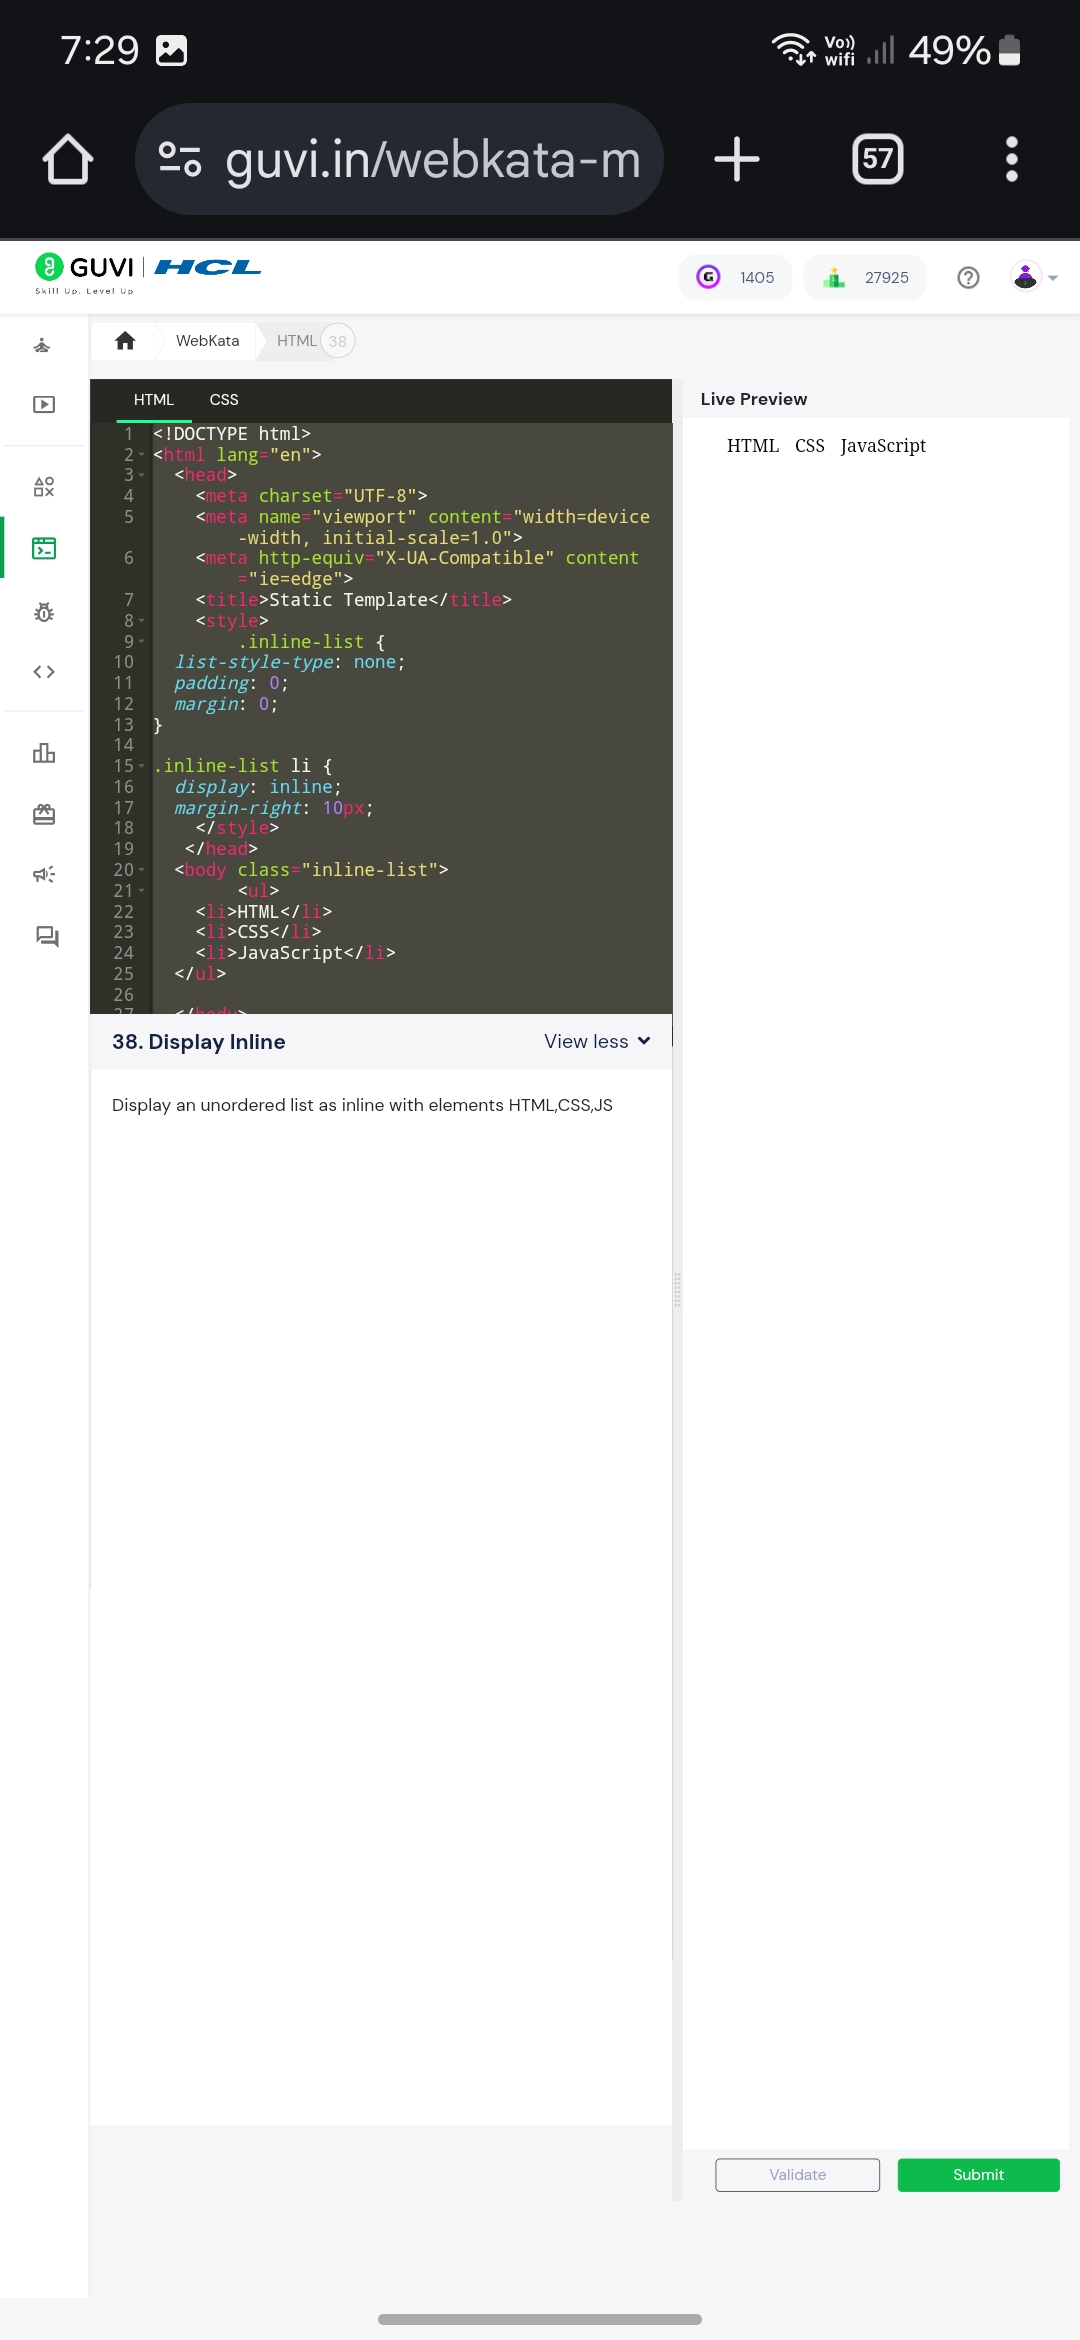 7:29
Vo)) wifi
49%
guvi.in/webkata-m
57
GUVI | HCL
Skill Up. Level Up
G 1405
27925
WebKata
HTML 38
HTML CSS
1 <!DOCTYPE html>
2 <html lang="en">
3 <head>
4 <meta charset="UTF-8">
5 <meta name="viewport" content="width=device
-width, initial-scale=1.0">
6 <meta http-equiv="X-UA-Compatible" content
="ie=edge">
7 <title>Static Template</title>
8 <style>
9 .inline-list {
10 list-style-type: none;
11 padding: 0;
12 margin: 0;
13 }
14
15 .inline-list li {
16 display: inline;
17 margin-right: 10px;
18 </style>
19 </head>
20 <body class="inline-list">
21 <ul>
22 <li>HTML</li>
23 <li>CSS</li>
24 <li>JavaScript</li>
25 </ul>
26
27 </body>
Live Preview
HTML CSS JavaScript
38. Display Inline
View less
Display an unordered list as inline with elements HTML,CSS,JS
Validate
Submit